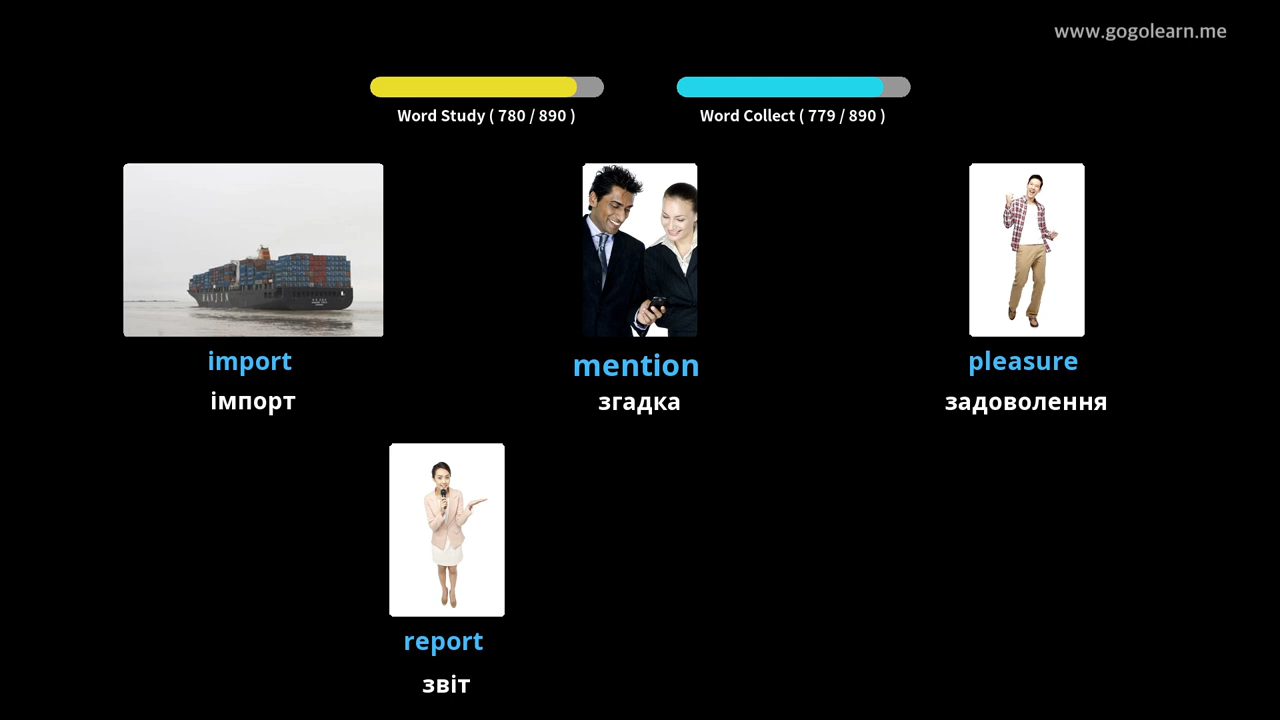 www.gogolearn.me
Word Study ( 780 / 890 )
Word Collect ( 779 / 890 )
import
mention
pleasure
імпорт
згадка
задоволення
report
звіт